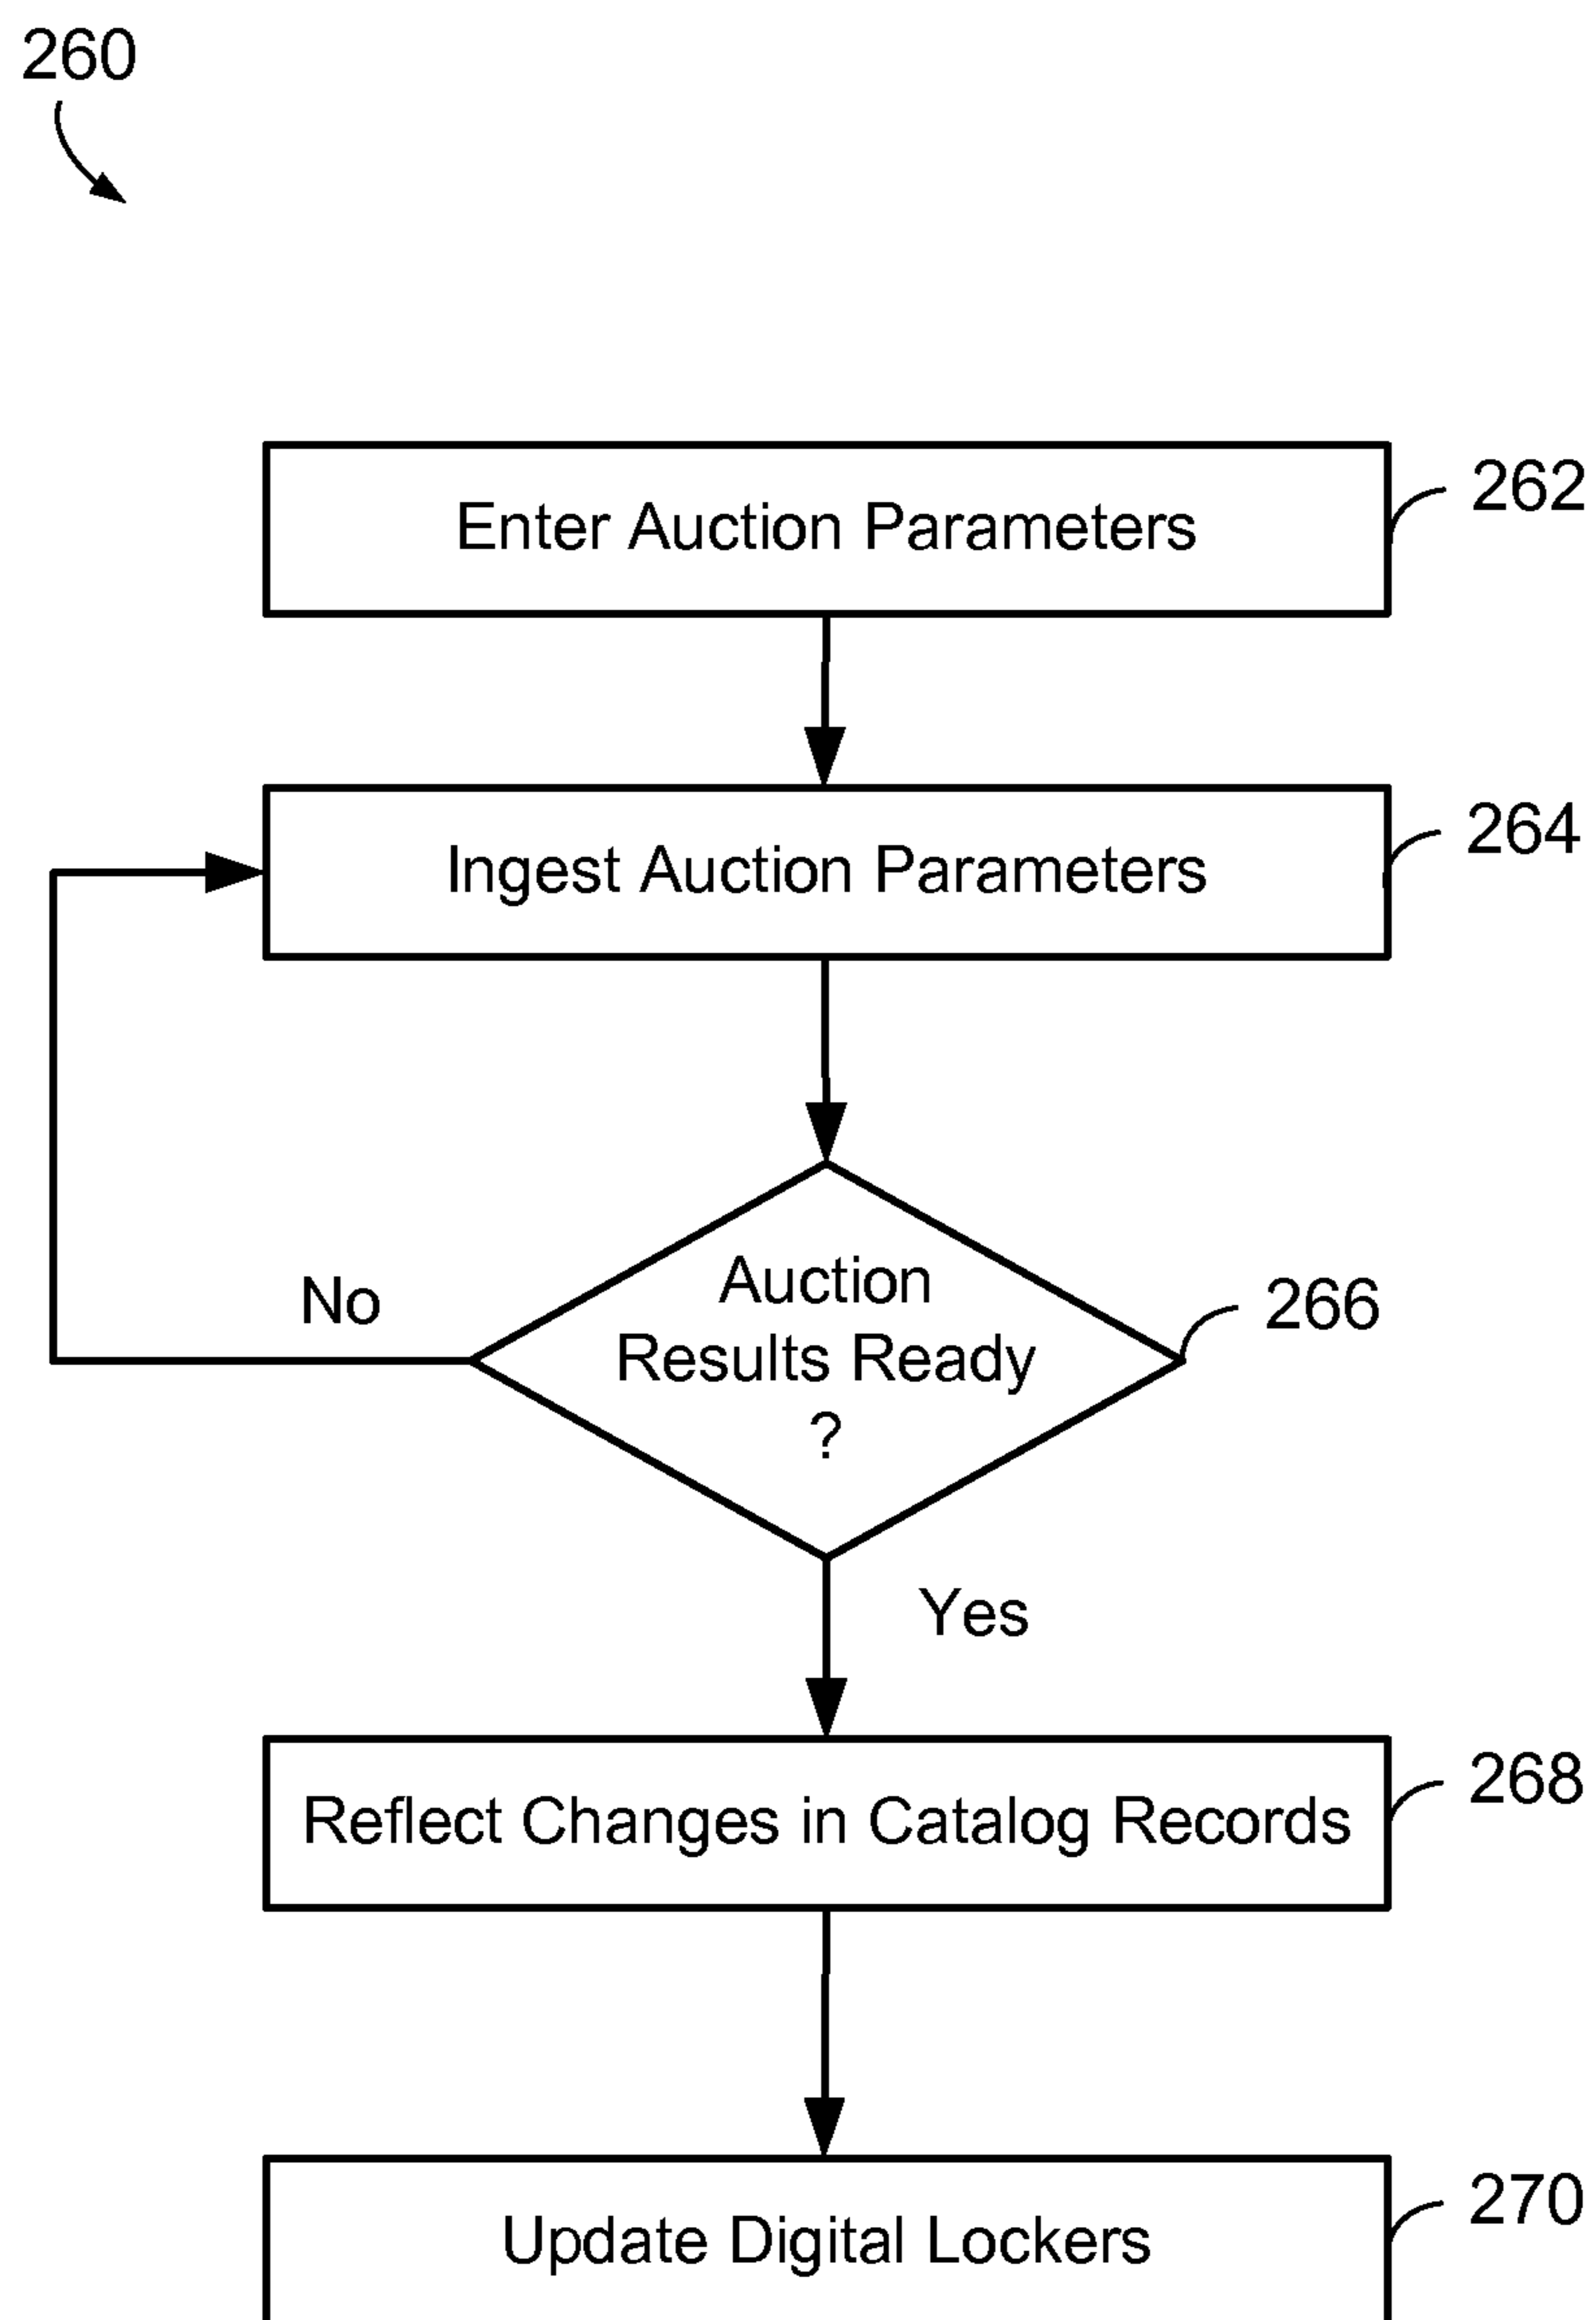 260
Enter Auction Parameters
262
Ingest Auction Parameters
264
Auction
Results Ready
?
266
No
Yes
Reflect Changes in Catalog Records
268
Update Digital Lockers
270